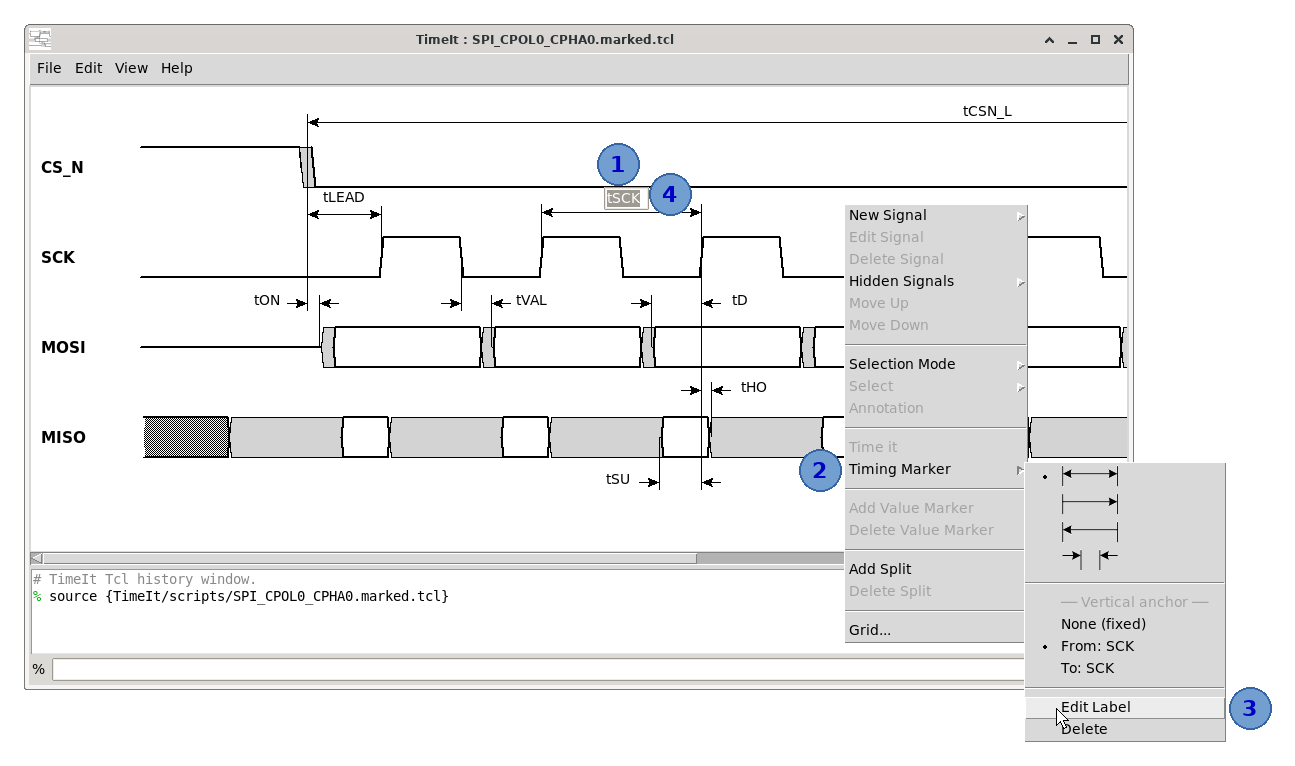 TimeIt : SPI_CPOL0_CPHA0.marked.tcl
File Edit View Help
tCSN_L
CS_N
1
tLEAD
tSCK
4
SCK
tON
tVAL
tD
MOSI
tHO
MISO
tSU
New Signal
Edit Signal
Delete Signal
Hidden Signals
Move Up
Move Down
Selection Mode
Select
Annotation
Time it
2
Timing Marker
Add Value Marker
Delete Value Marker
Add Split
Delete Split
Grid...
Vertical anchor
None (fixed)
From: SCK
To: SCK
Edit Label
3
Delete
# TimeIt Tcl history window.
% source {TimeIt/scripts/SPI_CPOL0_CPHA0.marked.tcl}
%